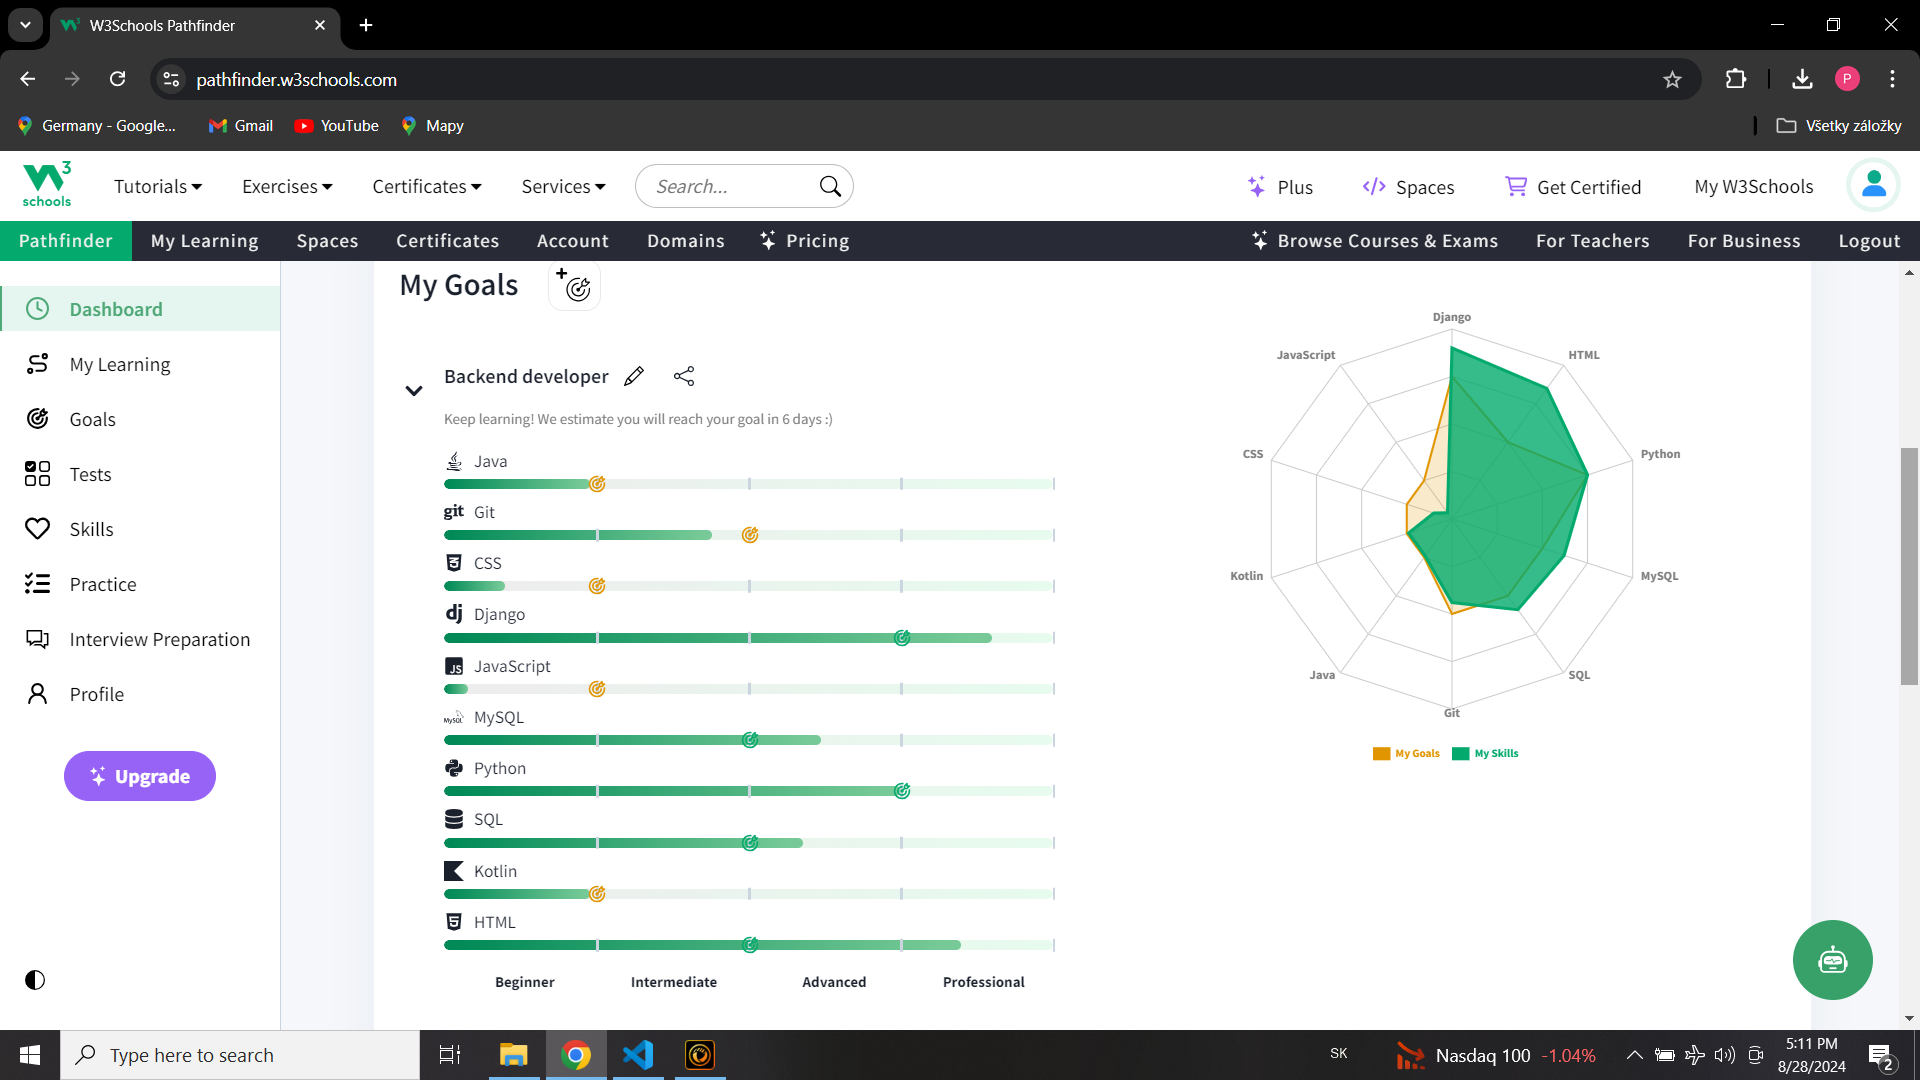 W3Schools Pathfinder
pathfinder.w3schools.com
P
Germany - Google...
Gmail
YouTube
Mapy
Všetky záložky
3
schools
Tutorials
Exercises
Certificates
Services
Search...
Plus
Spaces
Get Certified
My W3Schools
Pathfinder
My Learning
Spaces
Certificates
Account
Domains
Pricing
Browse Courses & Exams
For Teachers
For Business
Logout
Dashboard
My Learning
Goals
Tests
Skills
Practice
Interview Preparation
Profile
Upgrade
My Goals
Backend developer
Keep learning! We estimate you will reach your goal in 6 days :)
Java
git Git
CSS
dj Django
JS JavaScript
MySQL MySQL
Python
SQL
Kotlin
HTML
Beginner
Intermediate
Advanced
Professional
Django
JavaScript
HTML
CSS
Python
Kotlin
MySQL
Java
SQL
Git
My Goals
My Skills
Type here to search
SK
Nasdaq 100 -1.04%
5:11 PM
8/28/2024
2